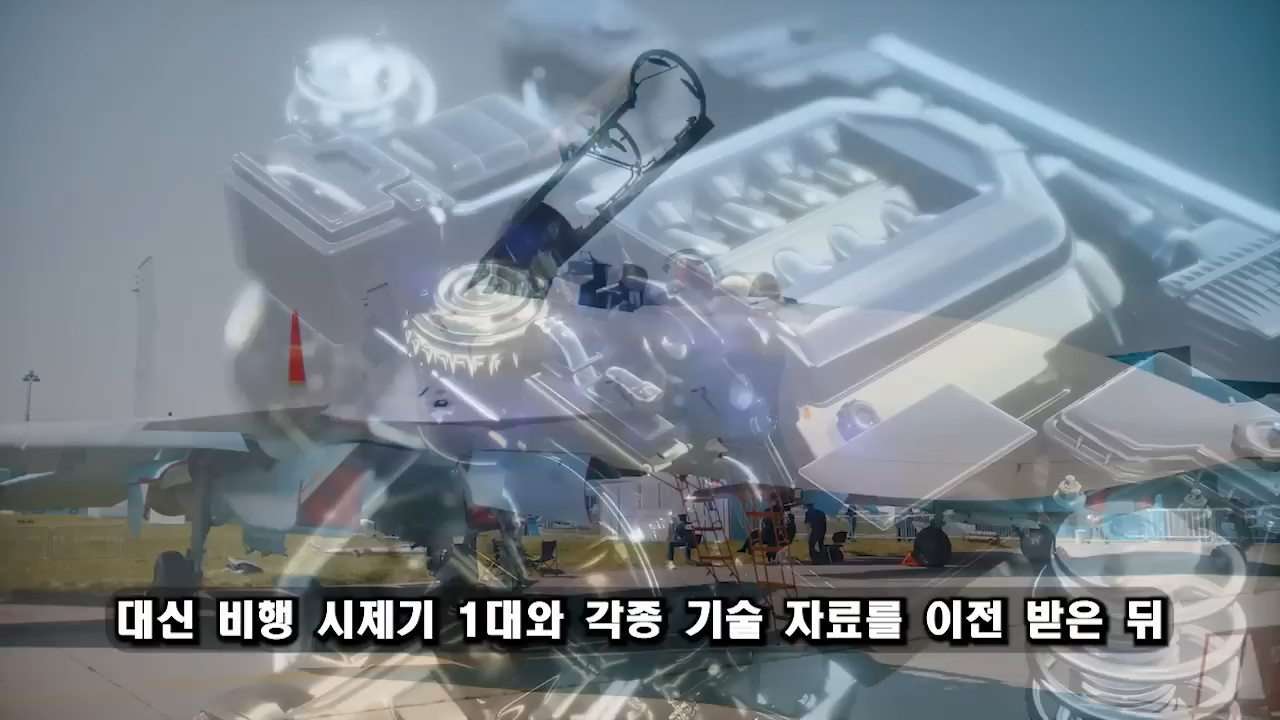 대신 비행 시제기 1대와 각종 기술 자료를 이전 받은 뒤